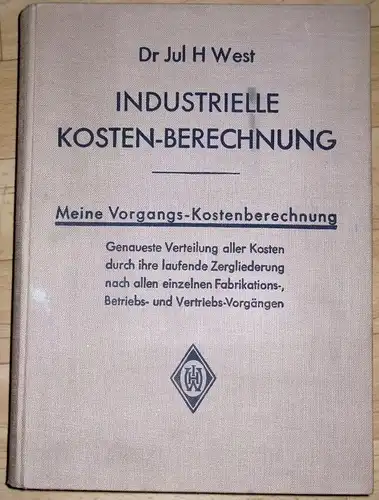 Dr Jul H West
INDUSTRIELLE
KOSTEN-BERECHNUNG
Meine Vorgangs-Kostenberechnung
Genaueste Verteilung aller Kosten
durch ihre laufende Zergliederung
nach allen einzelnen Fabrikations-,
Betriebs- und Vertriebs-Vorgängen